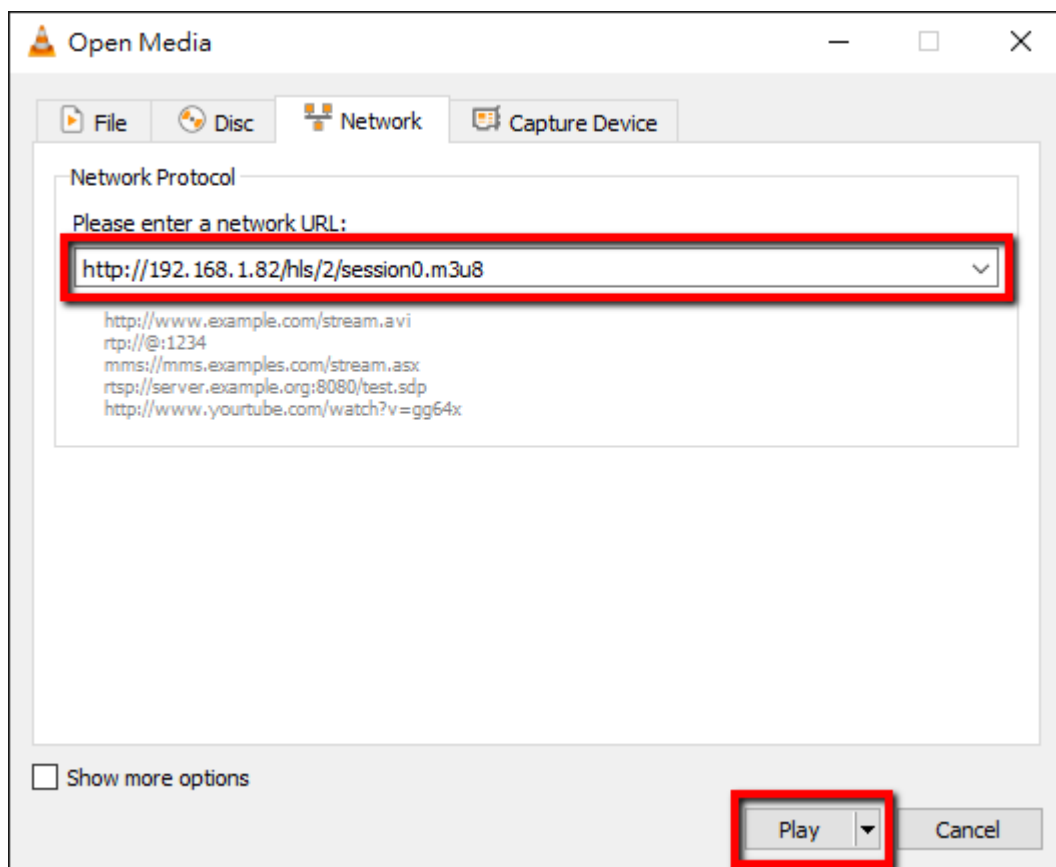 Open Media
File
Disc
Network
Capture Device
Network Protocol
Please enter a network URL:
http://192.168.1.82/hls/2/session0.m3u8
http://www.example.com/stream.avi
rtp://@:1234
mms://mms.examples.com/stream.asx
rtsp://server.example.org:8080/test.sdp
http://www.yourtube.com/watch?v=gg64x
Show more options
Play
Cancel